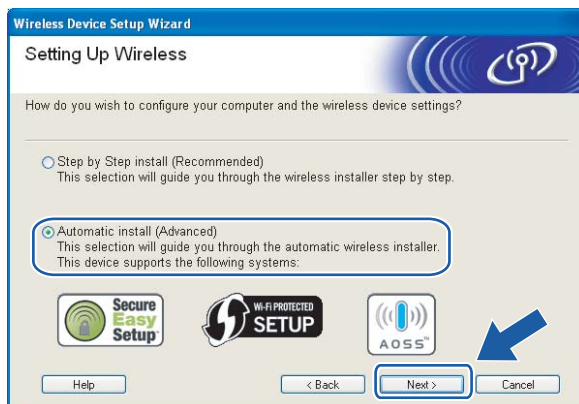 Wireless Device Setup Wizard
Setting Up Wireless
How do you wish to configure your computer and the wireless device settings?
Step by Step install (Recommended)
This selection will guide you through the wireless installer step by step.
Automatic install (Advanced)
This selection will guide you through the automatic wireless installer.
This device supports the following systems:
Secure
Easy
Setup
WI-FI PROTECTED
SETUP
AOSS™
Help
< Back
Next >
Cancel